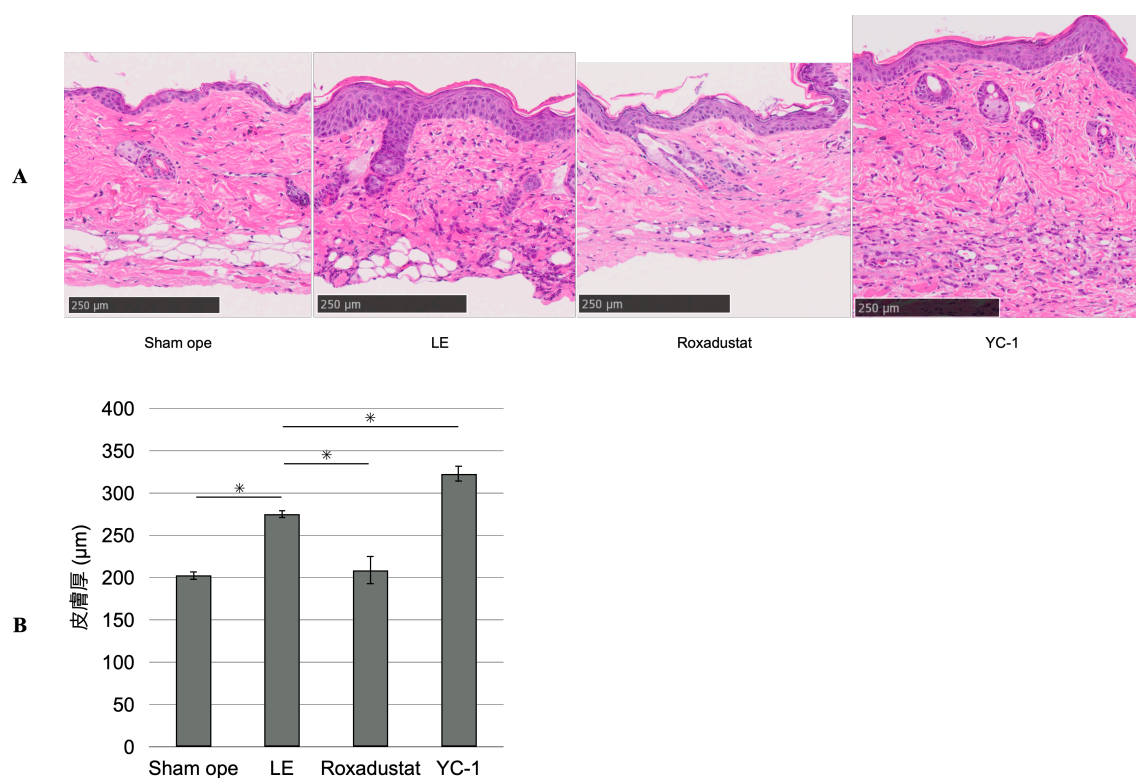 A
250 µm
250 µm
250 µm
250 µm
Sham ope
LE
Roxadustat
YC-1
B
皮膚厚 (µm)
400
350
300
250
200
150
100
50
0
*
*
*
Sham ope
LE
Roxadustat
YC-1